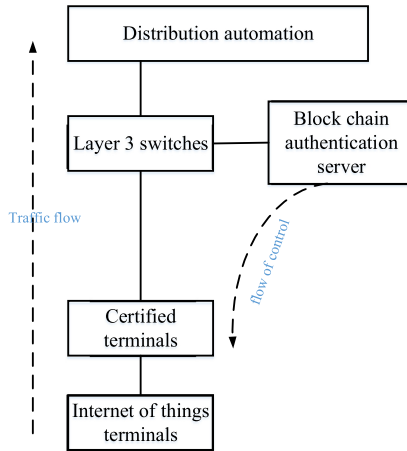 Distribution automation
Layer 3 switches
Block chain
authentication
server
Traffic flow
flow of control
Certified
terminals
Internet of things
terminals